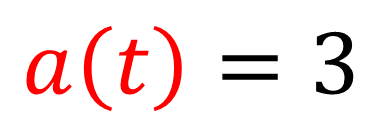 a(t) = 3